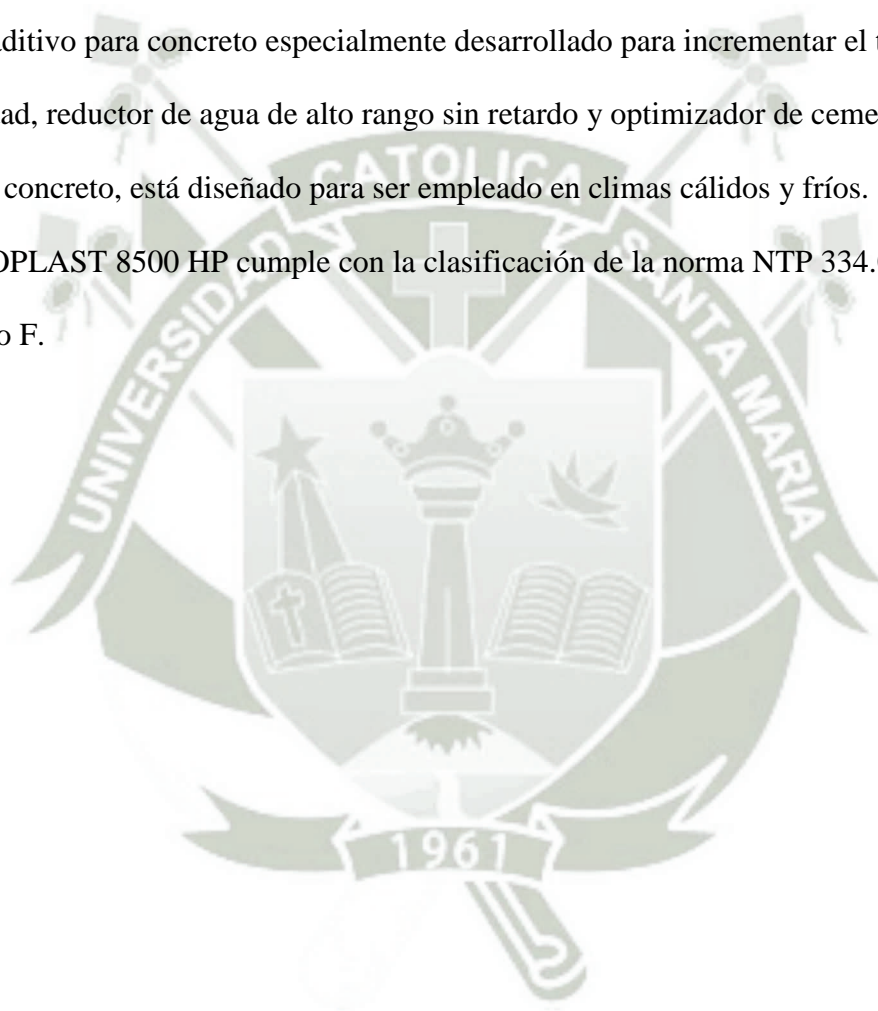 aditivo para concreto especialmente desarrollado para incrementar el
ad, reductor de agua de alto rango sin retardo y optimizador de
concreto, está diseñado para ser empleado en climas cálidos y fríos.
OPLAST 8500 HP cumple con la clasificación de la norma NTP 334.
o F.
UNIVERSIDAD CATOLICA SANTA MARIA
1961